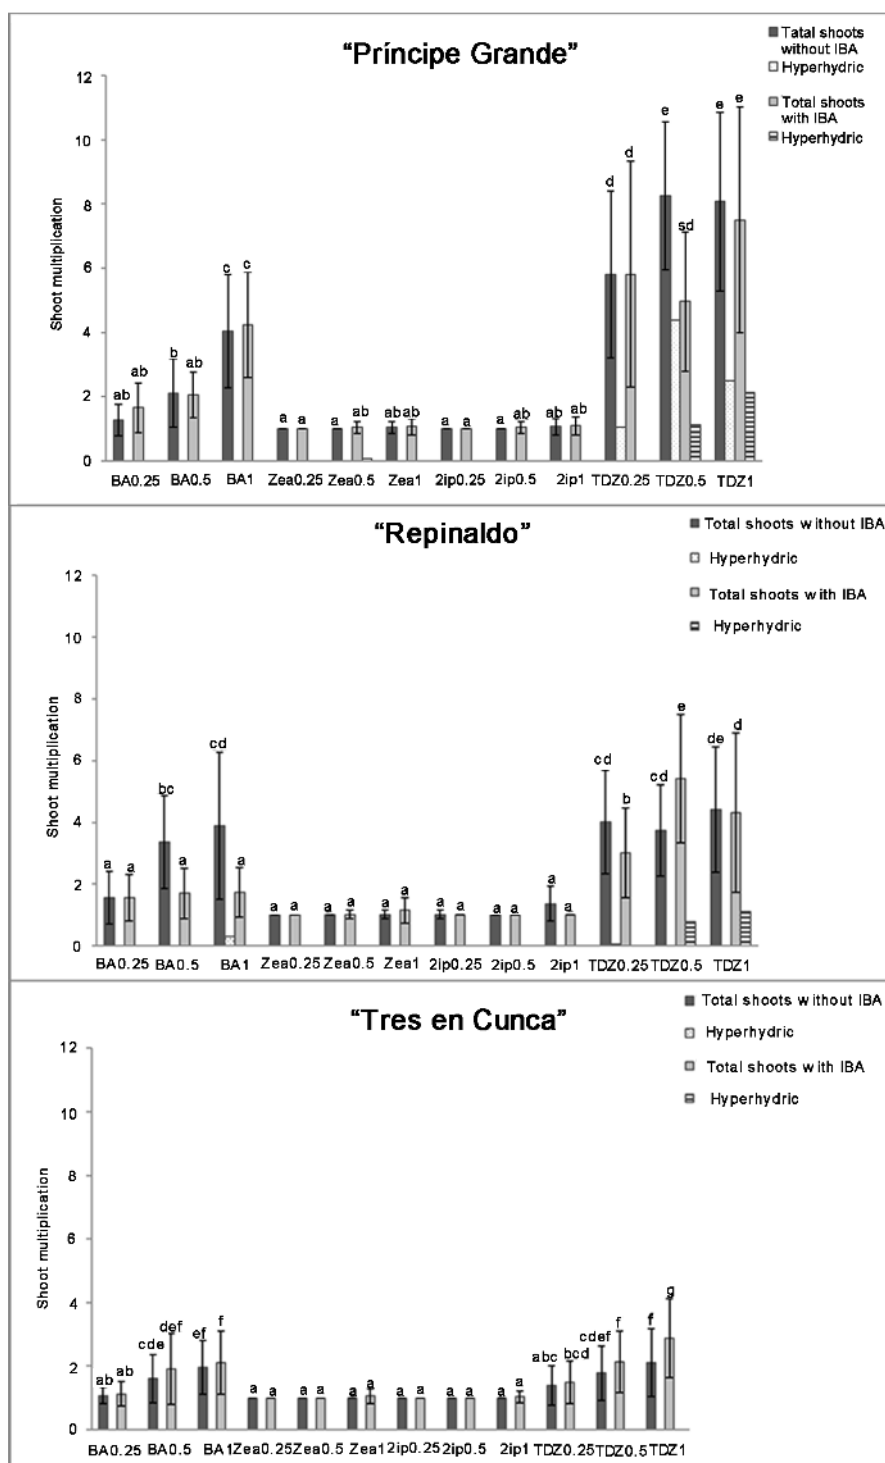 “Príncipe Grande”
Tatal shoots
without IBA
Hyperhydric
Total shoots
with IBA
Hyperhydric
Shoot multiplication
12
10
8
6
4
2
0
ab ab b ab c c a a a ab ab ab a a a ab ab ab d d e sd e e
BA0.25 BA0.5 BA1 Zea0.25 Zea0.5 Zea1 2ip0.25 2ip0.5 2ip1 TDZ0.25 TDZ0.5 TDZ1
“Repinaldo”
Total shoots without IBA
Hyperhydric
Total shoots with IBA
Hyperhydric
Shoot multiplication
12
10
8
6
4
2
0
a a bc a cd a a a a a a a a a a a a a cd b cd e de d
BA0.25 BA0.5 BA1 Zea0.25 Zea0.5 Zea1 2ip0.25 2ip0.5 2ip1 TDZ0.25 TDZ0.5 TDZ1
“Tres en Cunca”
Total shoots without IBA
Hyperhydric
Total shoots with IBA
Hyperhydric
Shoot multiplication
12
10
8
6
4
2
0
ab ab cde def ef f a a a a a a a a a a a a abc bcd cdef f f g
BA0.25 BA0.5 BA1 Zea0.25 Zea0.5 Zea1 2ip0.25 2ip0.5 2ip1 TDZ0.25 TDZ0.5 TDZ1